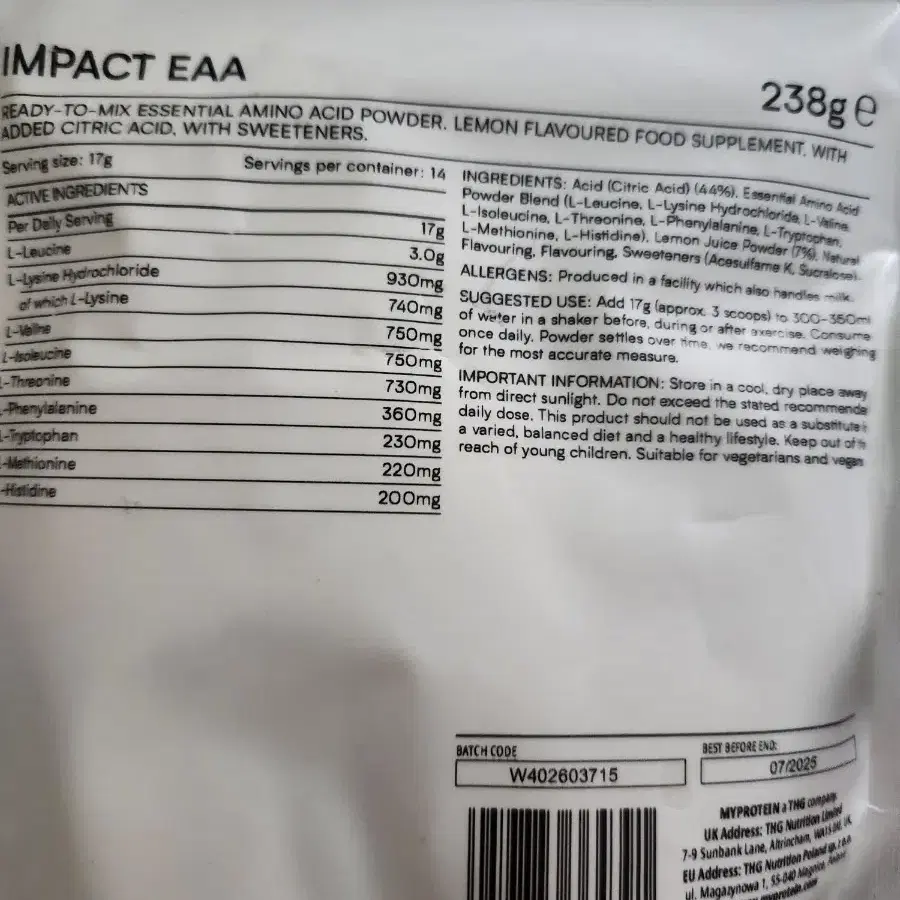 IMPACT EAA
238g e
READY-TO-MIX ESSENTIAL AMINO ACID POWDER. LEMON FLAVOURED FOOD SUPPLEMENT. WITH
ADDED CITRIC ACID, WITH SWEETENERS.
Serving size: 17g Servings per container: 14
ACTIVE INGREDIENTS
Per Daily Serving 17g
L-Leucine 3.0g
L-Lysine Hydrochloride 930mg
of which L-Lysine 740mg
L-Valine 750mg
L-Isoleucine 750mg
L-Threonine 730mg
-Phenylalanine 360mg
L-Tryptophan 230mg
-Methionine 220mg
-Histidine 200mg
INGREDIENTS: Acid (Citric Acid) (44%), Essential Amino Acid
Powder Blend (L-Leucine, L-Lysine Hydrochloride, L-Valine,
L-Isoleucine, L-Threonine, L-Phenylalanine, L-Tryptophan,
L-Methionine, L-Histidine), Lemon Juice Powder (7%), Natural
Flavouring, Flavouring, Sweeteners (Acesulfame K, Sucralose).
ALLERGENS: Produced in a facility which also handles milk.
SUGGESTED USE: Add 17g (approx. 3 scoops) to 300-350ml
of water in a shaker before, during or after exercise. Consume
once daily. Powder settles over time, we recommend weighing
for the most accurate measure.
IMPORTANT INFORMATION: Store in a cool, dry place away
from direct sunlight. Do not exceed the stated recommende
daily dose. This product should not be used as a substitute
a varied, balanced diet and a healthy lifestyle. Keep out of
reach of young children. Suitable for vegetarians and vegan
BATCH CODE
W402603715
BEST BEFORE END:
07/2025
MYPROTEIN a THG company
UK Address: THG Nutrition Limited
7-9 Sunbank Lane, Altrincham, UK
EU Address: THG Nutrition Poland sp.
ul. Magazynowa 1, 55-040
myprotein.com